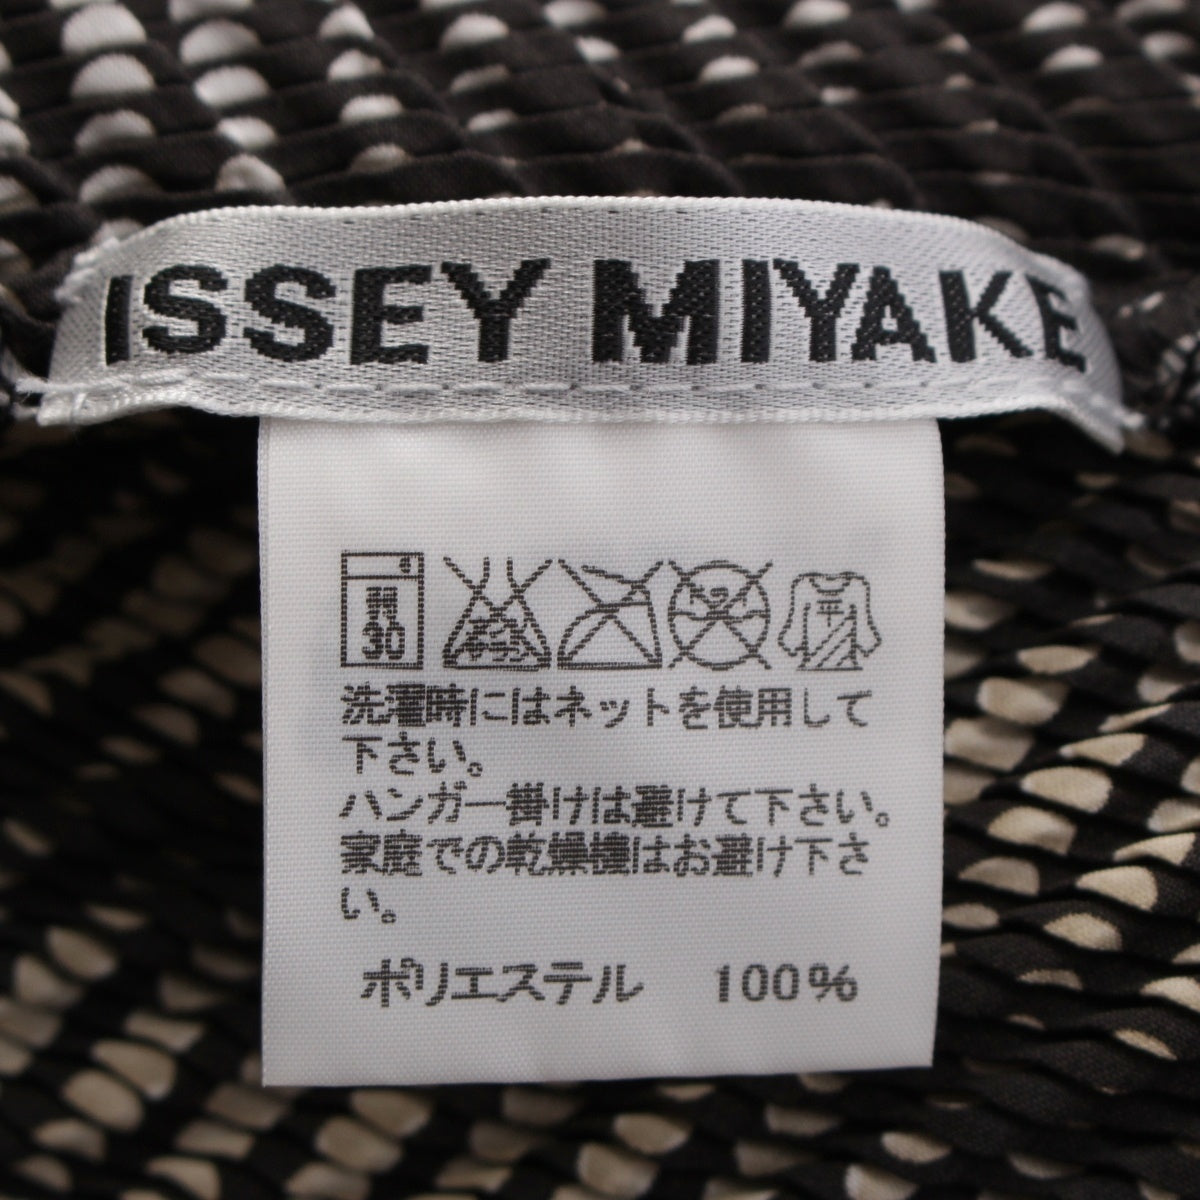 ISSEY MIYAKE
弱
30
平
洗濯時にはネットを使用して
下さい。
ハンガー掛けは避けて下さい。
家庭での乾燥機はお避け下さ
い。
ポリエステル 100%